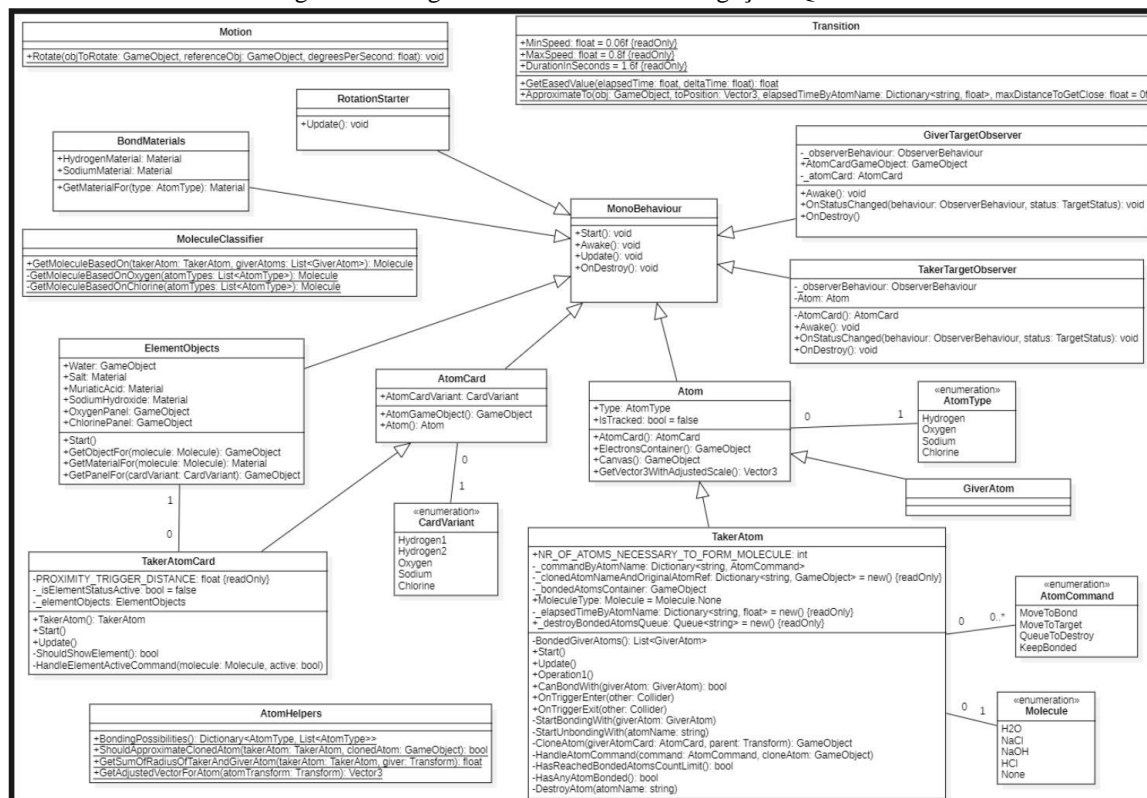 Motion
+Rotate(objToRotate: GameObject, referenceObj: GameObject, degreesPerSecond: float): void
Transition
+MinSpeed: float = 0.06f {readOnly}
+MaxSpeed: float = 0.8f {readOnly}
+DurationInSeconds = 1.6f {readOnly}
+GetEasedValue(elapsedTime: float, deltaTime: float): float
+ApproximateTo(obj: GameObject, toPosition: Vector3, elapsedTimeByAtomName: Dictionary<string, float>, maxDistanceToGetClose: float = 0f
RotationStarter
+Update(): void
BondMaterials
+HydrogenMaterial: Material
+SodiumMaterial: Material
+GetMaterialFor(type: AtomType): Material
GiverTargetObserver
-_observerBehaviour: ObserverBehaviour
+AtomCardGameObject: GameObject
-_atomCard: AtomCard
+Awake(): void
+OnStatusChanged(behaviour: ObserverBehaviour, status: TargetStatus): void
+OnDestroy()
MonoBehaviour
+Start(): void
+Awake(): void
+Update(): void
+OnDestroy(): void
MoleculeClassifier
+GetMoleculeBasedOn(takerAtom: TakerAtom, giverAtoms: List<GiverAtom>): Molecule
-GetMoleculeBasedOnOxygen(atomTypes: List<AtomType>): Molecule
-GetMoleculeBasedOnChlorine(atomTypes: List<AtomType>): Molecule
TakerTargetObserver
-_observerBehaviour: ObserverBehaviour
-Atom: Atom
-AtomCard(): AtomCard
+Awake(): void
+OnStatusChanged(behaviour: ObserverBehaviour, status: TargetStatus): void
+OnDestroy(): void
ElementObjects
+Water: GameObject
+Salt: Material
+MuriaticAcid: Material
+SodiumHydroxide: Material
+OxygenPanel: GameObject
+ChlorinePanel: GameObject
+Start()
+GetObjectFor(molecule: Molecule): GameObject
+GetMaterialFor(molecule: Molecule): Material
+GetPanelFor(cardVariant: CardVariant): GameObject
AtomCard
+AtomCardVariant: CardVariant
+AtomGameObject(): GameObject
+Atom(): Atom
Atom
+Type: AtomType
+IsTracked: bool = false
+AtomCard(): AtomCard
+ElectronsContainer(): GameObject
+Canvas(): GameObject
+GetVector3WithAdjustedScale(): Vector3
0
1
«enumeration»
AtomType
Hydrogen
Oxygen
Sodium
Chlorine
0
1
1
0
GiverAtom
«enumeration»
CardVariant
Hydrogen1
Hydrogen2
Oxygen
Sodium
Chlorine
TakerAtomCard
-PROXIMITY_TRIGGER_DISTANCE: float {readOnly}
-_isElementStatusActive: bool = false
-_elementObjects: ElementObjects
+TakerAtom(): TakerAtom
+Start()
+Update()
-ShouldShowElement(): bool
-HandleElementActiveCommand(molecule: Molecule, active: bool)
TakerAtom
+NR_OF_ATOMS_NECESSARY_TO_FORM_MOLECULE: int
-_commandByAtomName: Dictionary<string, AtomCommand>
-_clonedAtomNameAndOriginalAtomRef: Dictionary<string, GameObject> = new() {readOnly}
-_bondedAtomsContainer: GameObject
+MoleculeType: Molecule = Molecule.None
-_elapsedTimeByAtomName: Dictionary<string, float> = new() {readOnly}
+_destroyBondedAtomsQueue: Queue<string> = new() {readOnly}
-BondedGiverAtoms(): List<GiverAtom>
+Start()
+Update()
+Operation1()
+CanBondWith(giverAtom: GiverAtom): bool
+OnTriggerEnter(other: Collider)
+OnTriggerExit(other: Collider)
-StartBondingWith(giverAtom: GiverAtom)
-StartUnbondingWith(atomName: string)
-CloneAtom(giverAtomCard: AtomCard, parent: Transform): GameObject
-HandleAtomCommand(command: AtomCommand, cloneAtom: GameObject)
-HasReachedBondedAtomsCountLimit(): bool
-HasAnyAtomBonded(): bool
-DestroyAtom(atomName: string)
0
0..*
«enumeration»
AtomCommand
MoveToBond
MoveToTarget
QueueToDestroy
KeepBonded
0
1
«enumeration»
Molecule
H2O
NaCl
NaOH
HCl
None
AtomHelpers
+BondingPossibilities(): Dictionary<AtomType, List<AtomType>>
+ShouldApproximateClonedAtom(takerAtom: TakerAtom, clonedAtom: GameObject): bool
+GetSumOfRadiusOfTakerAndGiverAtom(takerAtom: TakerAtom, giver: Transform): float
+GetAdjustedVectorForAtom(atomTransform: Transform): Vector3